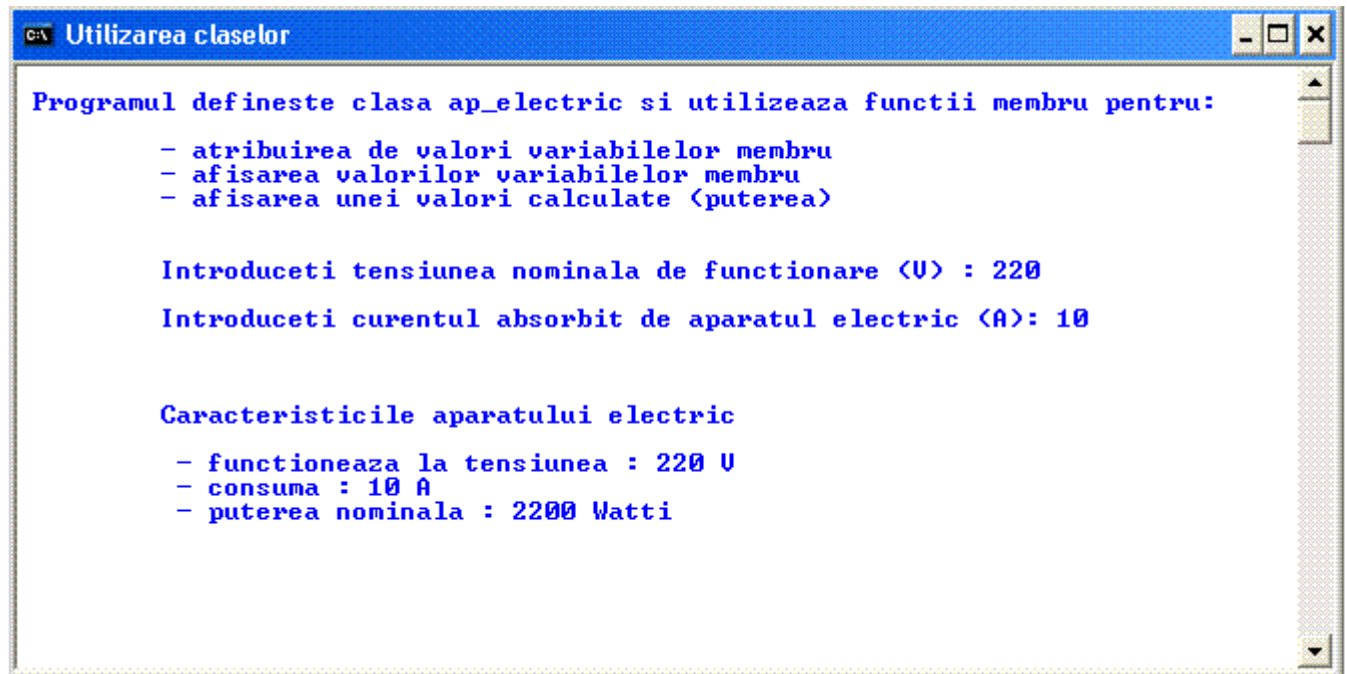 Utilizarea claselor
Programul defineste clasa ap_electric si utilizeaza functii membru pentru:
- atribuirea de valori variabilelor membru
- afisarea valorilor variabilelor membru
- afisarea unei valori calculate (puterea)
Introduceti tensiunea nominala de functionare (V) : 220
Introduceti curentul absorbit de aparatul electric (A): 10
Caracteristicile aparatului electric
- functioneaza la tensiunea : 220 V
- consuma : 10 A
- puterea nominala : 2200 Watti